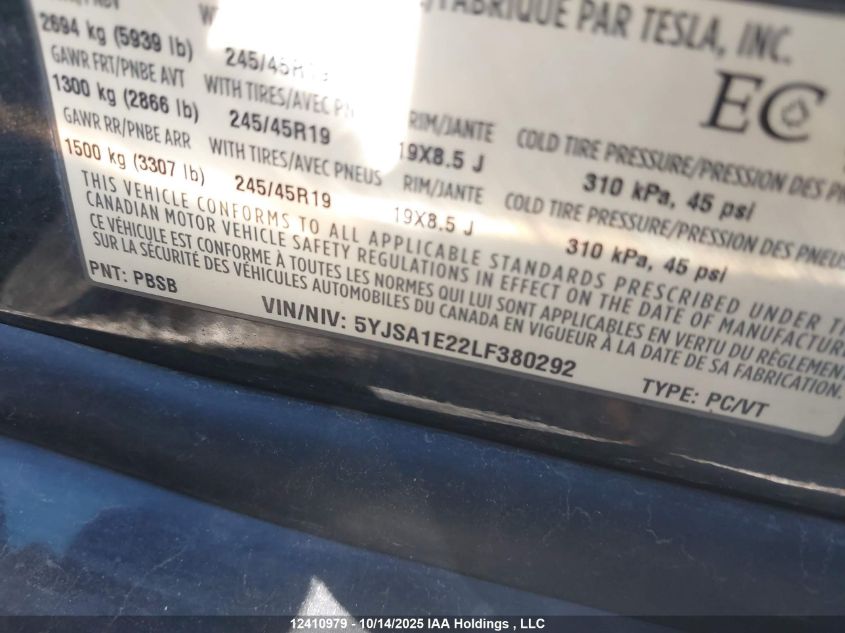 FABRIQUÉ PAR TESLA, INC.
2694 kg (5939 lb) 245/45R19
GAWR FRT/PNBE AVT WITH TIRES/AVEC RIM/JANTE COLD TIRE PRESSURE/PRESSION DES
1300 kg (2866 lb) 245/45R19 19X8.5 J 310 kPa, 45 psi
GAWR RR/PNBE ARR WITH TIRES/AVEC PNEUS RIM/JANTE COLD TIRE PRESSURE/PRESSION DES PNEUS
1500 kg (3307 lb) 245/45R19 19X8.5 J 310 kPa, 45 psi
EC
THIS VEHICLE CONFORMS TO ALL APPLICABLE STANDARDS PRESCRIBED UNDER
CANADIAN MOTOR VEHICLE SAFETY REGULATIONS IN EFFECT ON THE DATE OF MANUFACTURE
CE VÉHICULE EST CONFORME À TOUTES LES NORMES QUI LUI SONT APPLICABLES EN VERTU DU RÈGLEMENT
SUR LA SÉCURITÉ DES VÉHICULES AUTOMOBILES DU CANADA EN VIGUEUR À LA DATE DE SA FABRICATION.
PNT: PBSB VIN/NIV: 5YJSA1E22LF380292 TYPE: PC/VT
12410979 - 10/14/2025 IAA Holdings , LLC